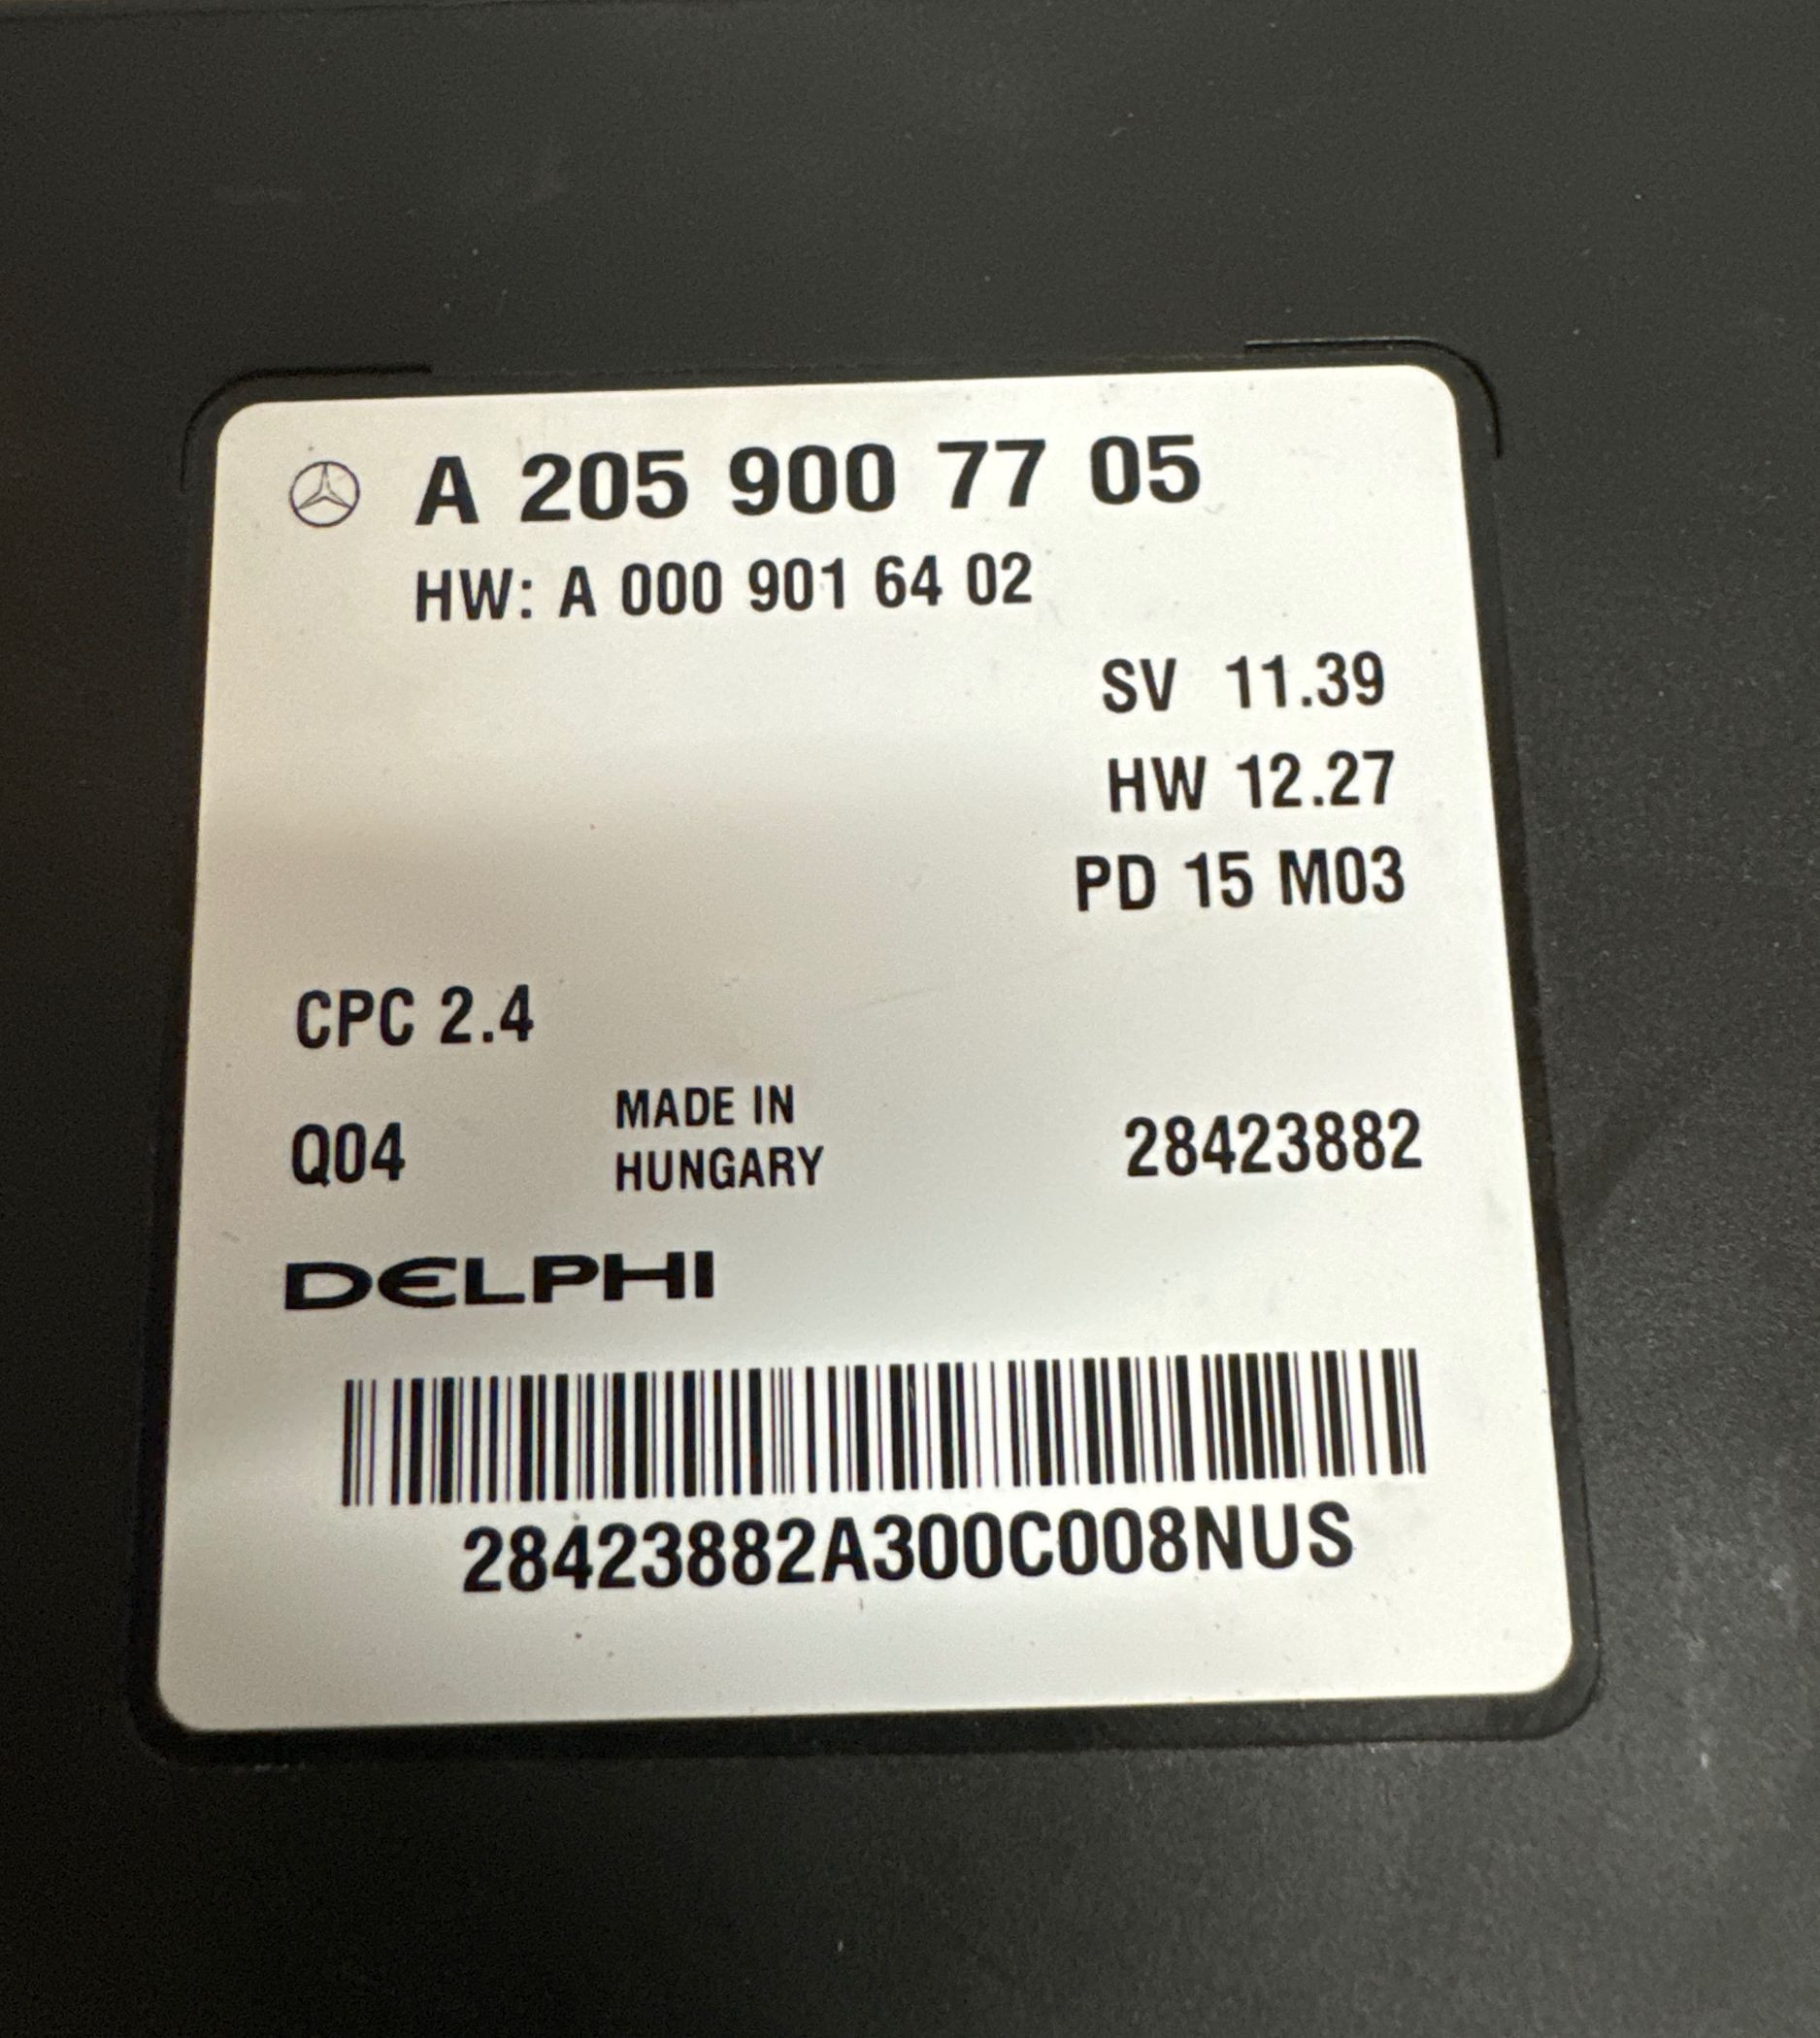 A 205 900 77 05
HW: A 000 901 64 02
SV 11.39
HW 12.27
PD 15 M03
CPC 2.4
Q04
MADE IN
HUNGARY
28423882
DELPHI
28423882A300C008NUS